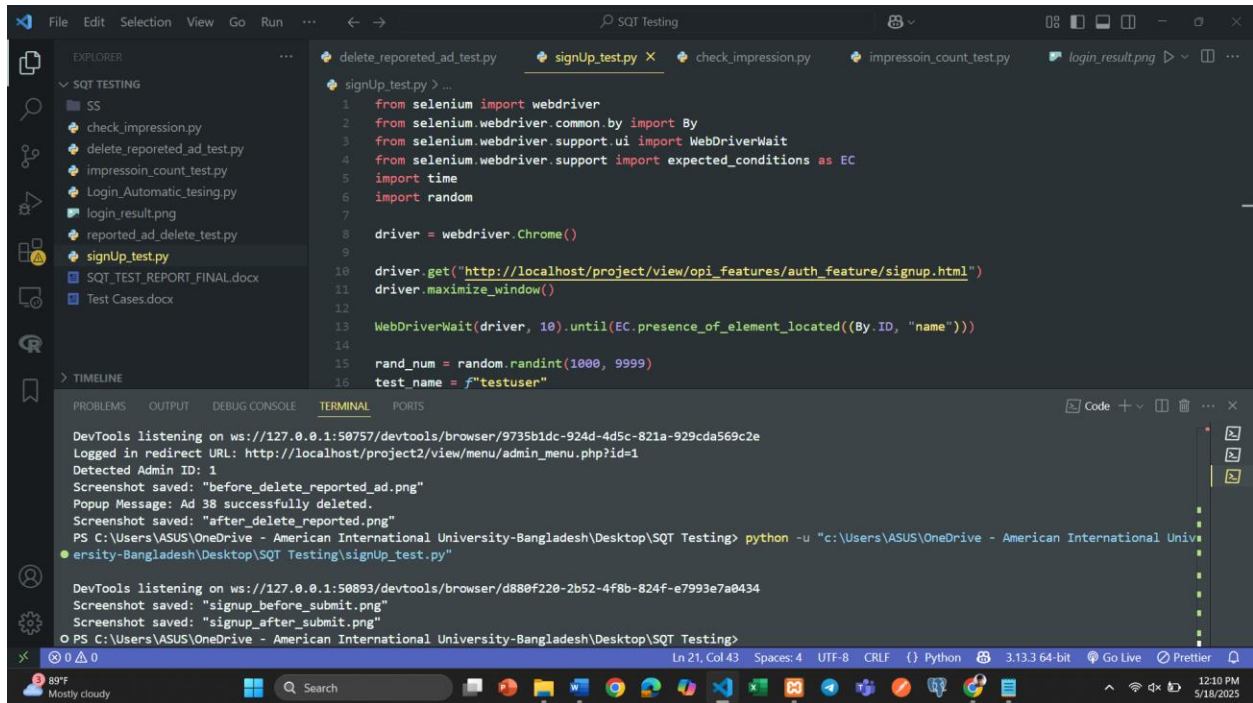 File Edit Selection View Go Run ··· ← → SQT Testing
EXPLORER ···
SQT TESTING
SS
check_impression.py
delete_reporeted_ad_test.py
impressoin_count_test.py
Login_Automatic_tesing.py
login_result.png
reported_ad_delete_test.py
signUp_test.py
SQT_TEST_REPORT_FINAL.docx
Test Cases.docx
TIMELINE
delete_reporeted_ad_test.py signUp_test.py check_impression.py impressoin_count_test.py login_result.png
signUp_test.py > ...
1 from selenium import webdriver
2 from selenium.webdriver.common.by import By
3 from selenium.webdriver.support.ui import WebDriverWait
4 from selenium.webdriver.support import expected_conditions as EC
5 import time
6 import random
7
8 driver = webdriver.Chrome()
9
10 driver.get("http://localhost/project/view/opi_features/auth_feature/signup.html")
11 driver.maximize_window()
12
13 WebDriverWait(driver, 10).until(EC.presence_of_element_located((By.ID, "name")))
14
15 rand_num = random.randint(1000, 9999)
16 test_name = f"testuser"
PROBLEMS OUTPUT DEBUG CONSOLE TERMINAL PORTS Code
DevTools listening on ws://127.0.0.1:50757/devtools/browser/9735b1dc-924d-4d5c-821a-929cda569c2e
Logged in redirect URL: http://localhost/project2/view/menu/admin_menu.php?id=1
Detected Admin ID: 1
Screenshot saved: "before_delete_reported_ad.png"
Popup Message: Ad 38 successfully deleted.
Screenshot saved: "after_delete_reported.png"
PS C:\Users\ASUS\OneDrive - American International University-Bangladesh\Desktop\SQT Testing> python -u "c:\Users\ASUS\OneDrive - American International Univ
ersity-Bangladesh\Desktop\SQT Testing\signUp_test.py"
DevTools listening on ws://127.0.0.1:50893/devtools/browser/d880f220-2b52-4f8b-824f-e7993e7a0434
Screenshot saved: "signup_before_submit.png"
Screenshot saved: "signup_after_submit.png"
PS C:\Users\ASUS\OneDrive - American International University-Bangladesh\Desktop\SQT Testing>
0 0 Ln 21, Col 43 Spaces: 4 UTF-8 CRLF {} Python 3.13.3 64-bit Go Live Prettier
3 89°F Search 12:10 PM
Mostly cloudy 5/18/2025